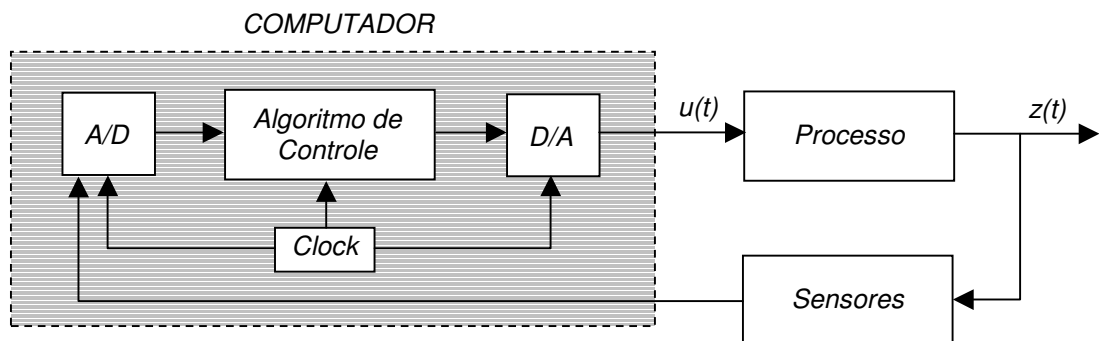 COMPUTADOR
A/D
Algoritmo de
Controle
D/A
u(t)
Processo
z(t)
Clock
Sensores